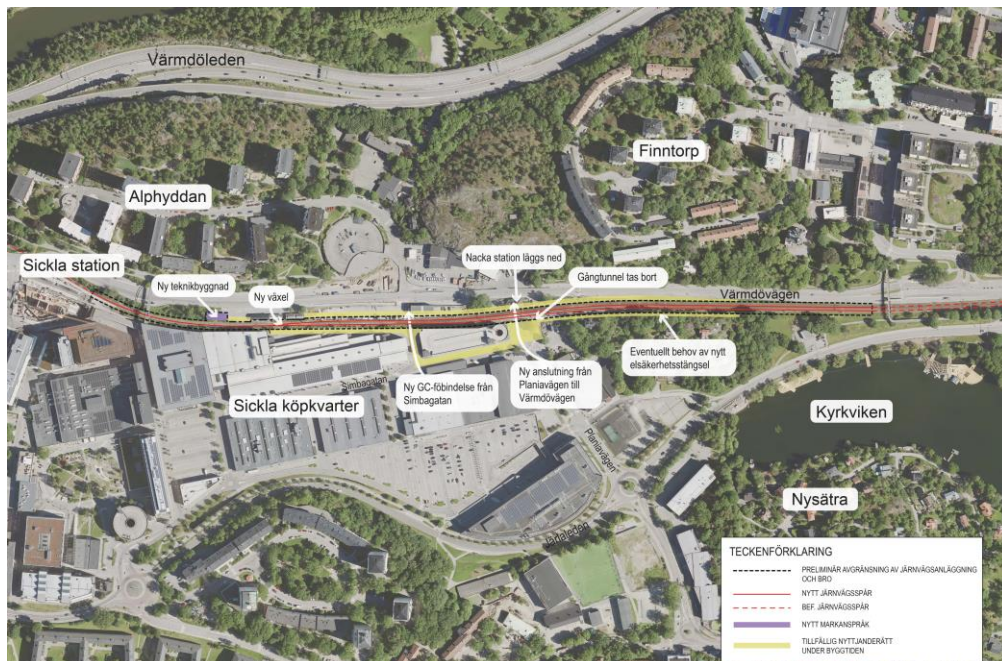 Värmdöleden
Finntorp
Alphyddan
Nacka station läggs ned
Sickla station
Gångtunnel tas bort
Ny teknikbyggnad
Ny växel
Värmdövägen
Eventuellt behov av nytt
elsäkerhetsstängsel
Simbagatan
Ny GC-föbindelse från
Simbagatan
Ny anslutning från
Planiavägen till
Värmdövägen
Sickla köpkvarter
Kyrkviken
Planiavägen
Nysätra
Järlaleden
TECKENFÖRKLARING
PRELIMINÄR AVGRÄNSNING AV JÄRNVÄGSANLÄGGNING
OCH BRO
NYTT JÄRNVÄGSSPÅR
BEF. JÄRNVÄGSSPÅR
NYTT MARKANSPRÅK
TILLFÄLLIG NYTTJANDERÄTT
UNDER BYGGTIDEN